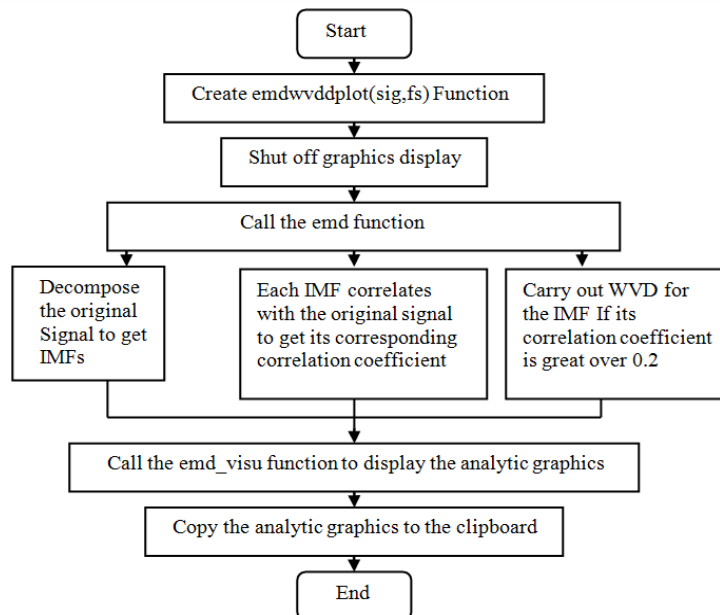 Start
Create emdwvddplot(sig,fs) Function
Shut off graphics display
Call the emd function
Decompose
the original
Signal to get
IMFs
Each IMF correlates
with the original signal
to get its corresponding
correlation coefficient
Carry out WVD for
the IMF If its
correlation coefficient
is great over 0.2
Call the emd_visu function to display the analytic graphics
Copy the analytic graphics to the clipboard
End